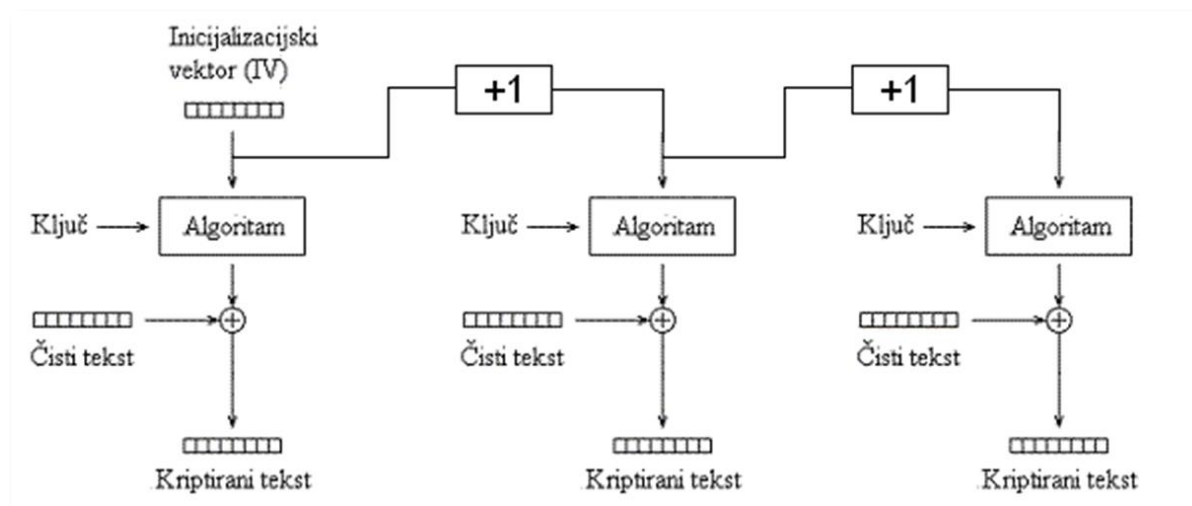 Inicijalizacijski
vektor (IV)
+1
+1
Ključ
Algoritam
Ključ
Algoritam
Ključ
Algoritam
Čisti tekst
Čisti tekst
Čisti tekst
Kriptirani tekst
Kriptirani tekst
Kriptirani tekst